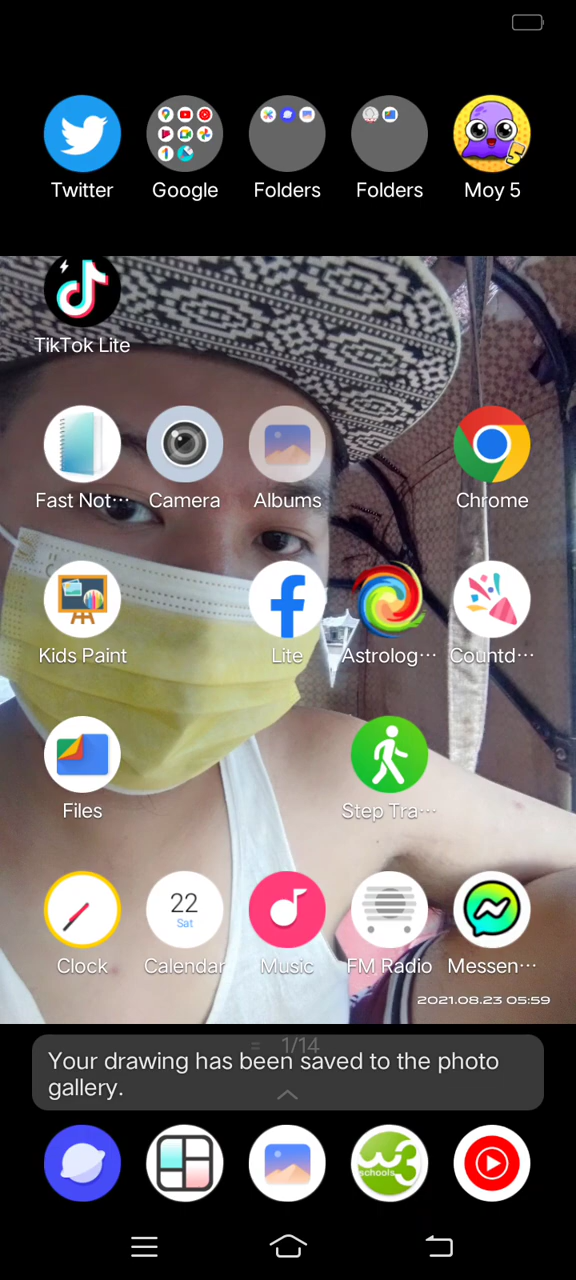 Twitter Google Folders Folders Moy 5
TikTok Lite
Fast Not… Camera Albums Chrome
Kids Paint Lite Astrolog… Countd…
Files Step Tra…
22
Sat
Clock Calendar Music FM Radio Messen…
2021.08.23 05:59
1/14
Your drawing has been saved to the photo
gallery.
w3
schools